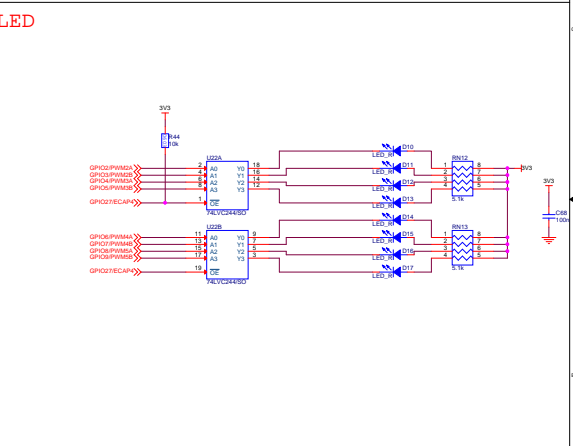 LED
3V3
R44
10k
U22A
GPIO2/PWM2A 2 A0 Y0 18
GPIO3/PWM2B 4 A1 Y1 16
GPIO4/PWM3A 6 A2 Y2 14
GPIO5/PWM3B 8 A3 Y3 12
GPIO27/ECAP4 1 OE
74LVC244/SO
U22B
GPIO6/PWM4A 11 A0 Y0 9
GPIO7/PWM4B 13 A1 Y1 7
GPIO8/PWM5A 15 A2 Y2 5
GPIO9/PWM5B 17 A3 Y3 3
GPIO27/ECAP4 19 OE
74LVC244/SO
D10
LED_R
D11
D12
LED_R
D13
D14
LED_R
D15
D16
LED_R
D17
RN12
1 8
2 7
3 6
4 5
5.1k
RN13
1 8
2 7
3 6
4 5
5.1k
3V3
3V3
C68
100n